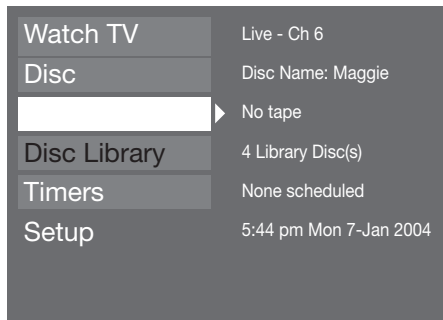 Watch TV Live - Ch 6
Disc Disc Name: Maggie
No tape
Disc Library 4 Library Disc(s)
Timers None scheduled
Setup 5:44 pm Mon 7-Jan 2004